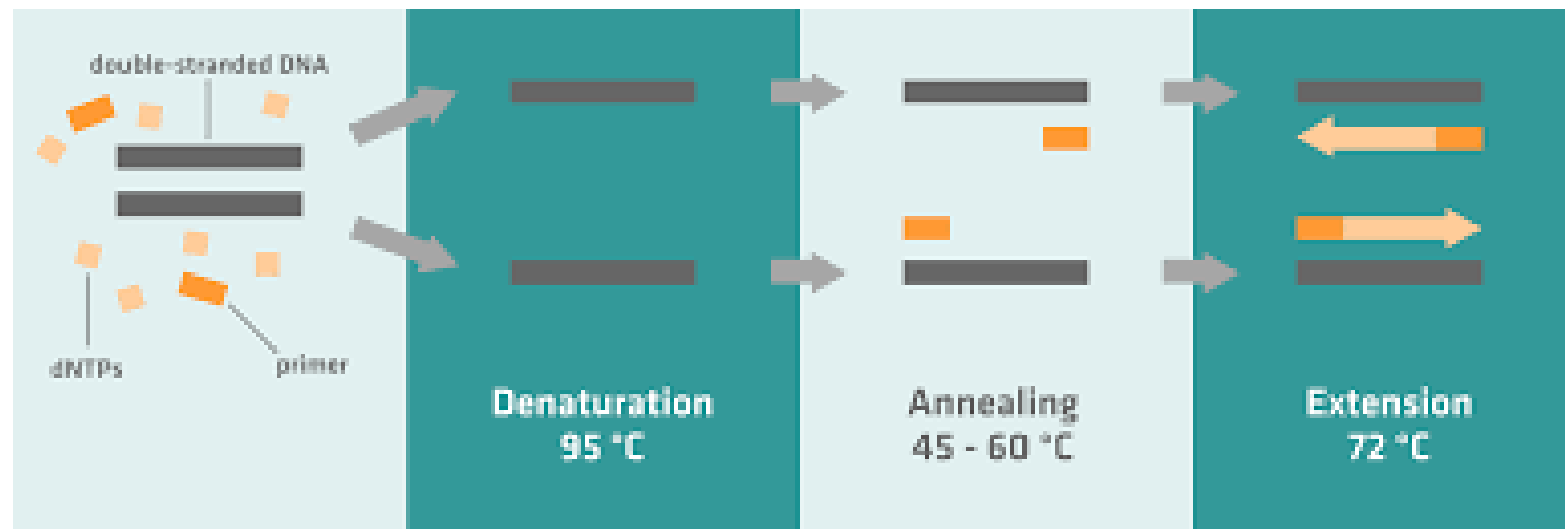 double-stranded DNA
dNTPs
primer
Denaturation
95 °C
Annealing
45 - 60 °C
Extension
72 °C